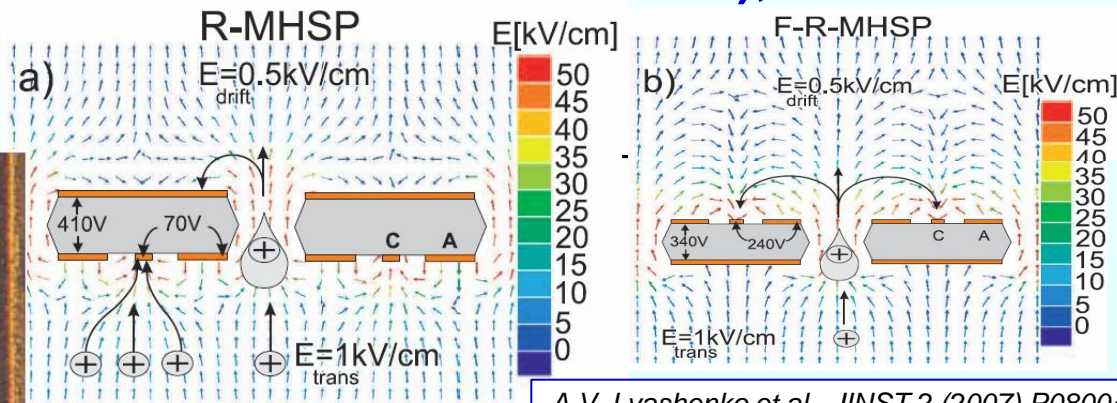 R-MHSP
E[kV/cm]
a)
E=0.5kV/cm
drift
50
45
40
35
30
25
20
15
10
5
0
410V
70V
C
A
+
+
+
+
+
E=1kV/cm
trans
F-R-MHSP
E[kV/cm]
b)
E=0.5kV/cm
drift
50
45
40
35
30
25
20
15
10
5
0
340V
240V
C
A
+
+
E=1kV/cm
trans